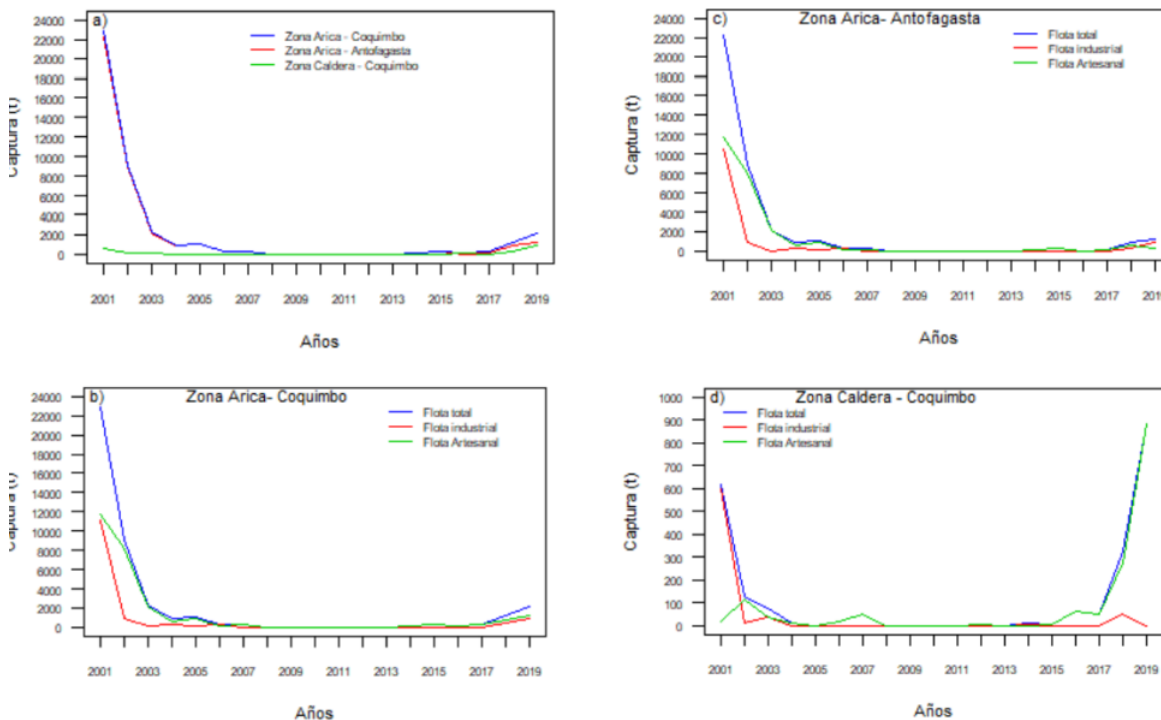 a)
Zona Arica - Coquimbo
Zona Arica - Antofagasta
Zona Caldera - Coquimbo
24000
22000
20000
18000
16000
14000
12000
10000
8000
6000
4000
2000
0
2001 2003 2005 2007 2009 2011 2013 2015 2017 2019
Años
c) Zona Arica- Antofagasta
Flota total
Flota industrial
Flota Artesanal
Captura (t)
24000
22000
20000
18000
16000
14000
12000
10000
8000
6000
4000
2000
0
2001 2003 2005 2007 2009 2011 2013 2015 2017
Años
b) Zona Arica- Coquimbo
Flota total
Flota industrial
Flota Artesanal
24000
22000
20000
18000
16000
14000
12000
10000
8000
6000
4000
2000
0
2001 2003 2005 2007 2009 2011 2013 2015 2017 2019
Años
d) Zona Caldera - Coquimbo
Flota total
Flota industrial
Flota Artesanal
Captura (t)
1000
900
800
700
600
500
400
300
200
100
0
2001 2003 2005 2007 2009 2011 2013 2015 2017 2019
Años